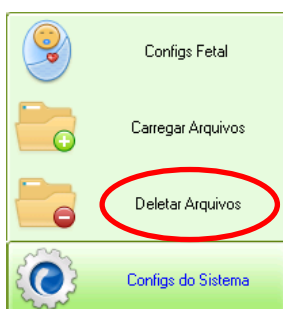 Configs Fetal
Carregar Arquivos
Deletar Arquivos
Configs do Sistema